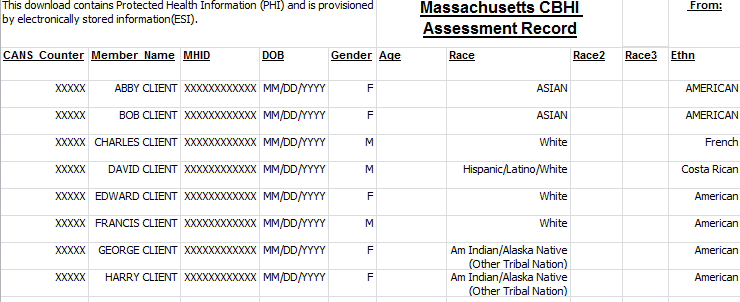 This download contains Protected Health Information (PHI) and is provisioned
by electronically stored information(ESI).
Massachusetts CBHI
Assessment Record
From:
CANS_Counter Member_Name MHID DOB Gender Age Race Race2 Race3 Ethn
XXXXX ABBY CLIENT XXXXXXXXXXXX MM/DD/YYYY F ASIAN AMERICAN
XXXXX BOB CLIENT XXXXXXXXXXXX MM/DD/YYYY F ASIAN AMERICAN
XXXXX CHARLES CLIENT XXXXXXXXXXXX MM/DD/YYYY M White French
XXXXX DAVID CLIENT XXXXXXXXXXXX MM/DD/YYYY M Hispanic/Latino/White Costa Rican
XXXXX EDWARD CLIENT XXXXXXXXXXXX MM/DD/YYYY F White American
XXXXX FRANCIS CLIENT XXXXXXXXXXXX MM/DD/YYYY M White American
XXXXX GEORGE CLIENT XXXXXXXXXXXX MM/DD/YYYY F Am Indian/Alaska Native American
(Other Tribal Nation)
XXXXX HARRY CLIENT XXXXXXXXXXXX MM/DD/YYYY F Am Indian/Alaska Native American
(Other Tribal Nation)